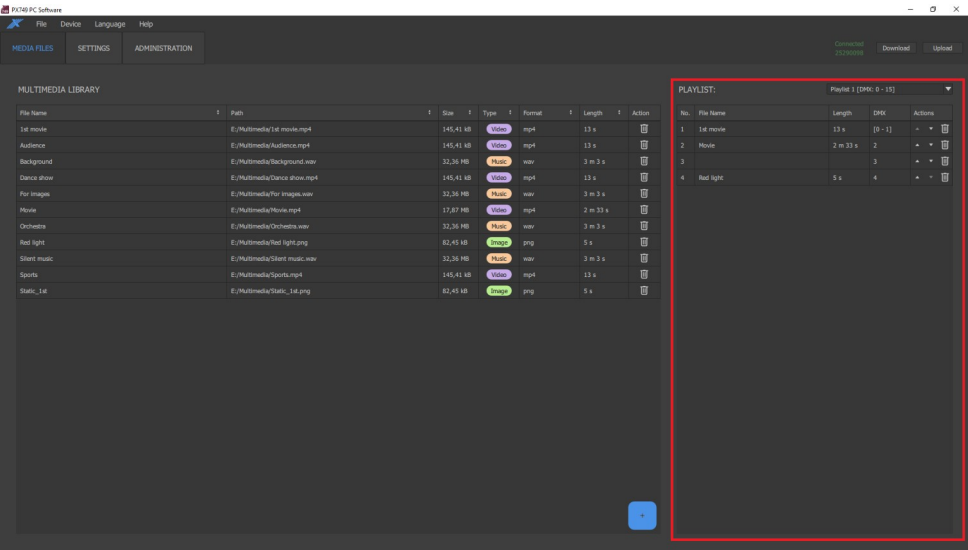 PX749 PC Software
File Device Language Help
MEDIA FILES SETTINGS ADMINISTRATION
Connected
Download Upload
MULTIMEDIA LIBRARY
File Name Path Size Type Format Length Action
1st movie E:/Multimedia/1st movie.mp4 145,41 kB Video mp4 13 s
Audience E:/Multimedia/Audience.mp4 145,41 kB Video mp4 13 s
Background E:/Multimedia/Background.wav 32,36 MB Music wav 3 m 3 s
Dance show E:/Multimedia/Dance show.mp4 145,41 kB Video mp4 13 s
For images E:/Multimedia/For images.wav 32,36 MB Music wav 3 m 3 s
Movie E:/Multimedia/Movie.mp4 17,87 MB Video mp4 2 m 33 s
Orchestra E:/Multimedia/Orchestra.wav 32,36 MB Music wav 3 m 3 s
Red light E:/Multimedia/Red light.png 82,45 kB Image png 5 s
Silent music E:/Multimedia/Silent music.wav 32,36 MB Music wav 3 m 3 s
Sports E:/Multimedia/Sports.mp4 145,41 kB Video mp4 13 s
Static_1st E:/Multimedia/Static_1st.png 82,45 kB Image png 5 s
+
PLAYLIST: Playlist 1 [DMX: 0 - 15]
No. File Name Length DMX Actions
1 1st movie 13 s [0 - 1]
2 Movie 2 m 33 s 2
3 3
4 Red light 5 s 4